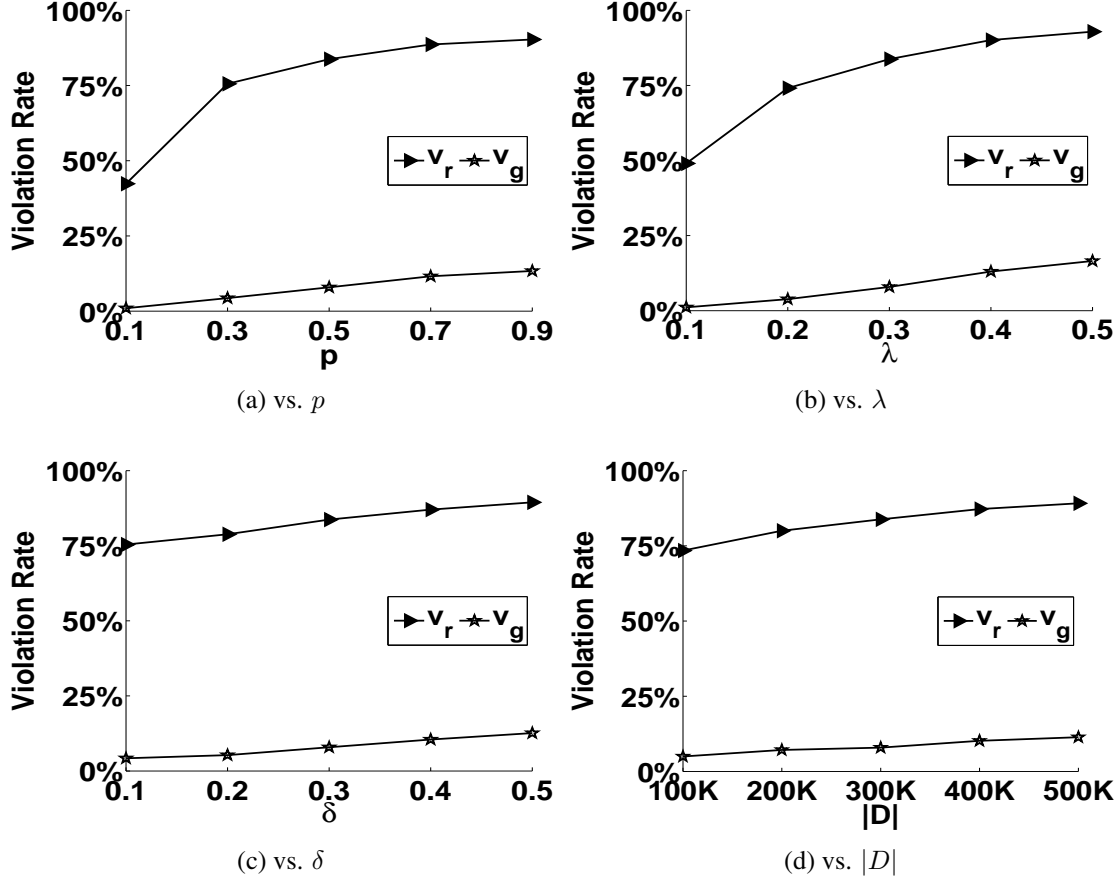 100%
75%
50%
25%
0%
Violation Rate
v_r v_g
0.1 0.3 0.5 0.7 0.9
p
(a) vs. p
100%
75%
50%
25%
0%
Violation Rate
v_r v_g
0.1 0.2 0.3 0.4 0.5
λ
(b) vs. λ
100%
75%
50%
25%
0%
Violation Rate
v_r v_g
0.1 0.2 0.3 0.4 0.5
δ
(c) vs. δ
100%
75%
50%
25%
0%
Violation Rate
v_r v_g
100K 200K 300K 400K 500K
|D|
(d) vs. |D|